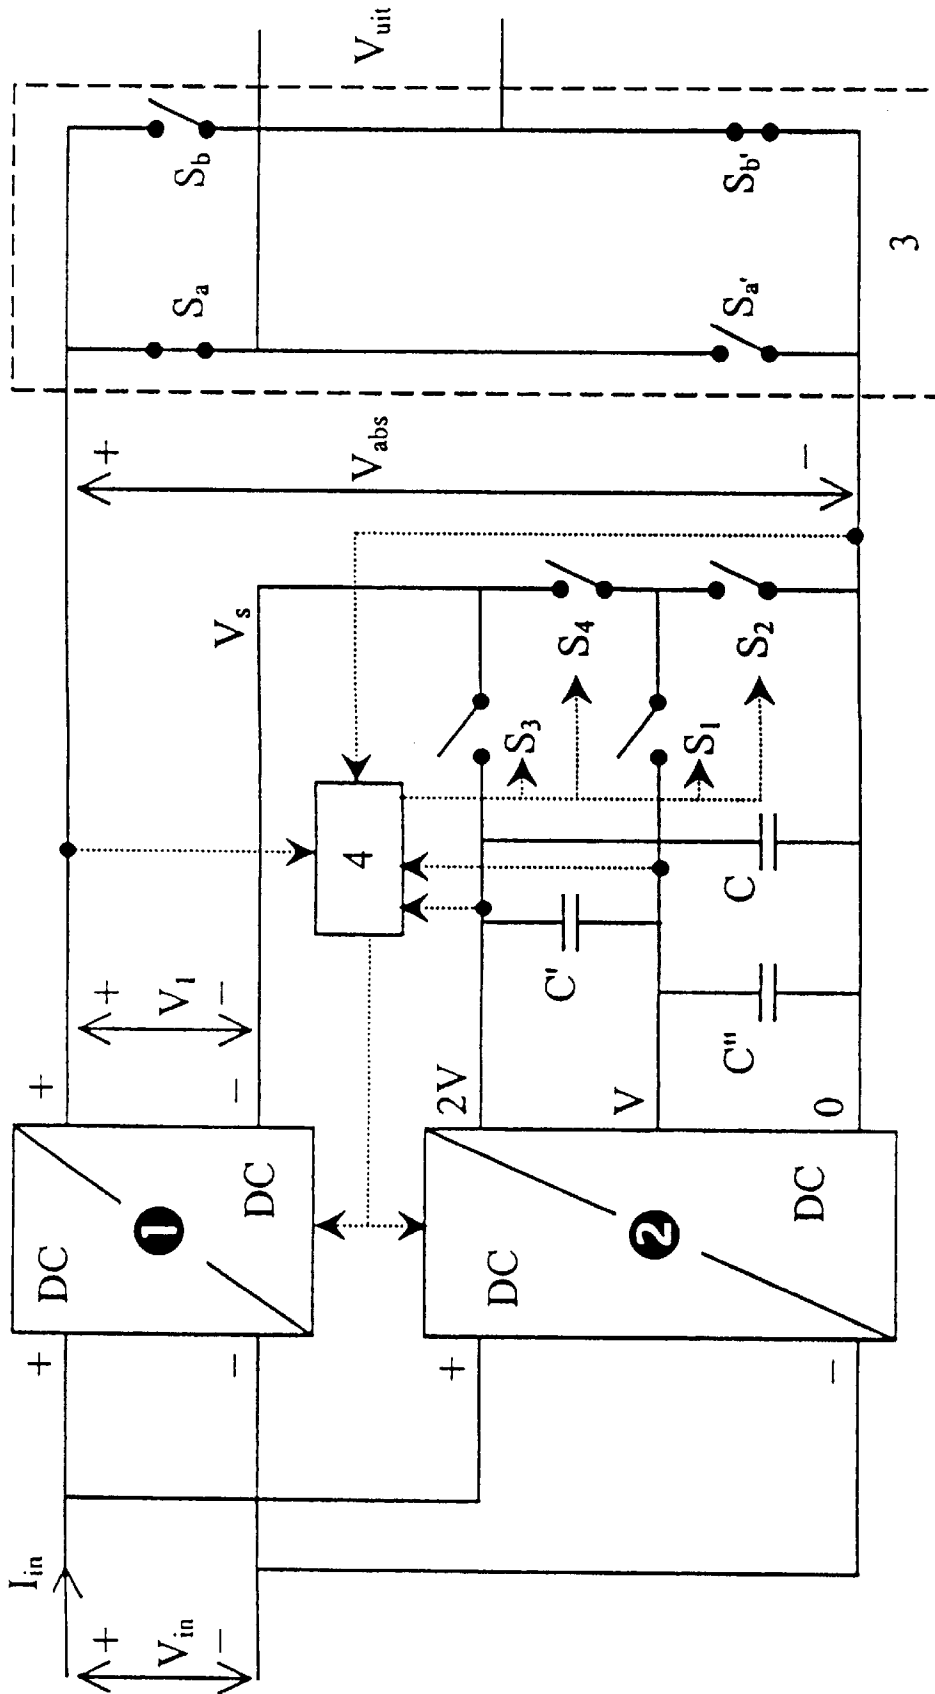 I_in
+
V_in
−
+
−
+
−
DC
❶
DC
DC
❷
DC
+
−
+
V_1
−
2V
V
0
C'
C"
C
4
V_s
S_3
S_4
S_1
S_2
+
V_abs
−
S_a
S_b
S_a'
S_b'
3
V_uit